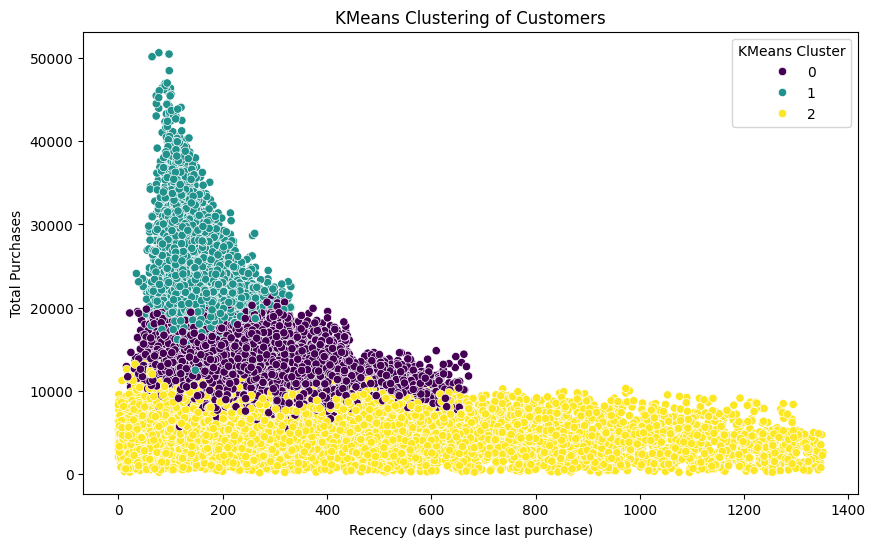 KMeans Clustering of Customers
KMeans Cluster
0
1
2
Total Purchases
50000
40000
30000
20000
10000
0
0 200 400 600 800 1000 1200 1400
Recency (days since last purchase)